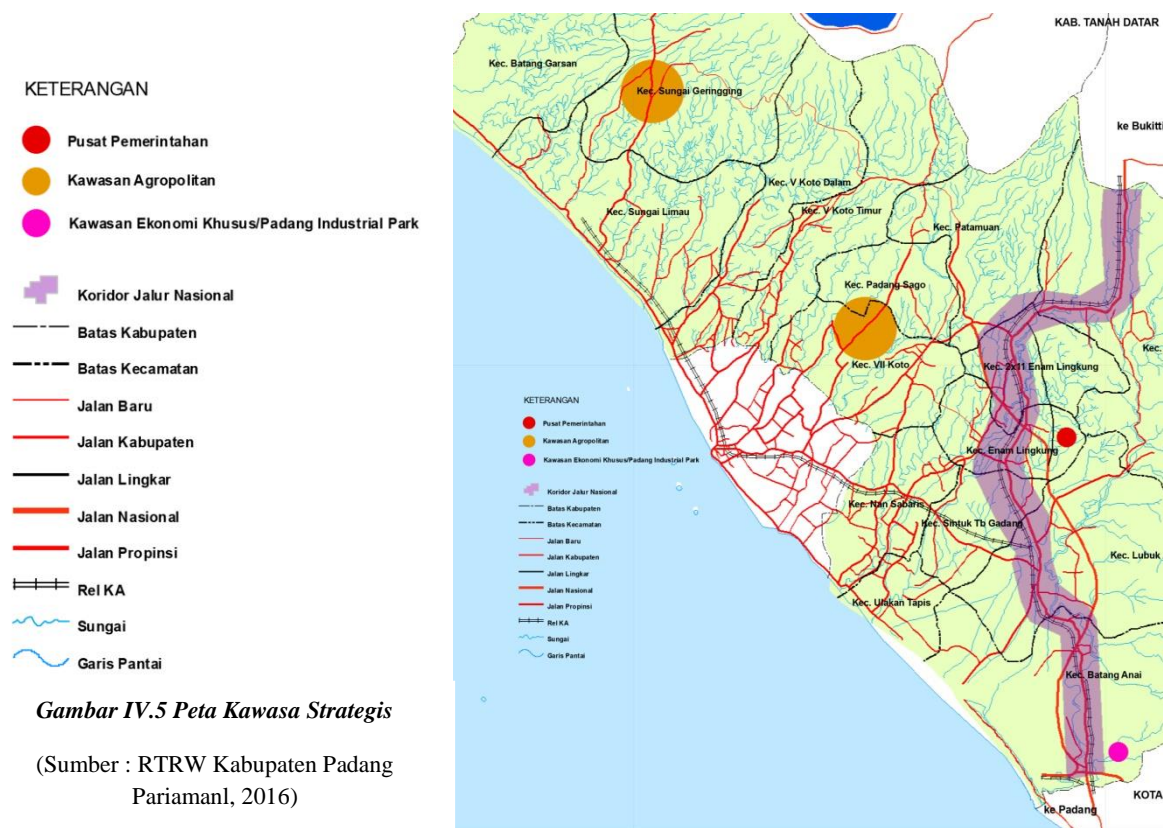 KETERANGAN
Pusat Pemerintahan
Kawasan Agropolitan
Kawasan Ekonomi Khusus/Padang Industrial Park
Koridor Jalur Nasional
Batas Kabupaten
Batas Kecamatan
Jalan Baru
Jalan Kabupaten
Jalan Lingkar
Jalan Nasional
Jalan Propinsi
Rel KA
Sungai
Garis Pantai
Gambar IV.5 Peta Kawasa Strategis
(Sumber : RTRW Kabupaten Padang
Pariamanl, 2016)
KAB. TANAH DATAR
Kec. Batang Garsan
Kec. Sungai Geringging
ke Bukitti
Kec. V Koto Dalam
Kec. Sungai Limau
Kec. V Koto Timur
Kec. Patamuan
Kec. Padang Sago
Kec.
Kec. VII Koto
Kec. 2x11 Enam Lingkung
KETERANGAN
Pusat Pemerintahan
Kawasan Agropolitan
Kawasan Ekonomi Khusus/Padang Industrial Park
Koridor Jalur Nasional
Batas Kabupaten
Batas Kecamatan
Jalan Baru
Jalan Kabupaten
Jalan Lingkar
Jalan Nasional
Jalan Propinsi
Rel KA
Sungai
Garis Pantai
Kec. Enam Lingkung
Kec. Nan Sabaris
Kec. Sintuk Tb Gadang
Kec. Lubuk
Kec. Ulakan Tapis
Kec. Batang Anai
KOTA
ke Padang